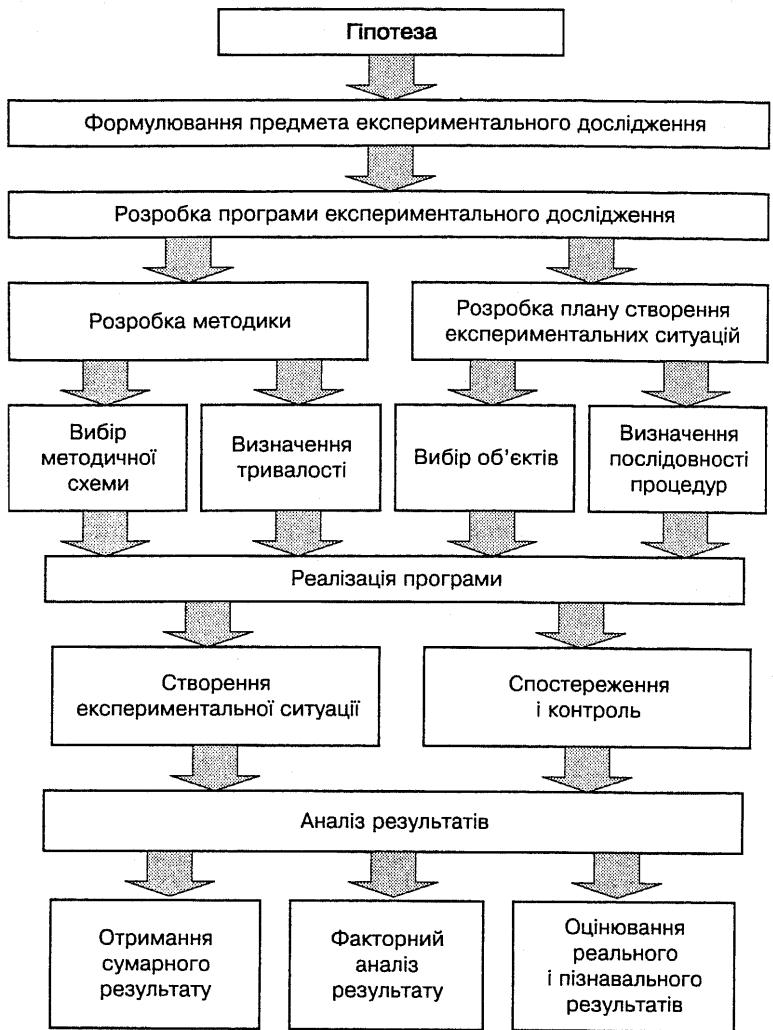 Гіпотеза
Формулювання предмета експериментального дослідження
Розробка програми експериментального дослідження
Розробка методики
Розробка плану створення
експериментальних ситуацій
Вибір
методичної
схеми
Визначення
тривалості
Вибір об’єктів
Визначення
послідовності
процедур
Реалізація програми
Створення
експериментальної ситуації
Спостереження
і контроль
Аналіз результатів
Отримання
сумарного
результату
Факторний
аналіз
результату
Оцінювання
реального
і пізнавального
результатів